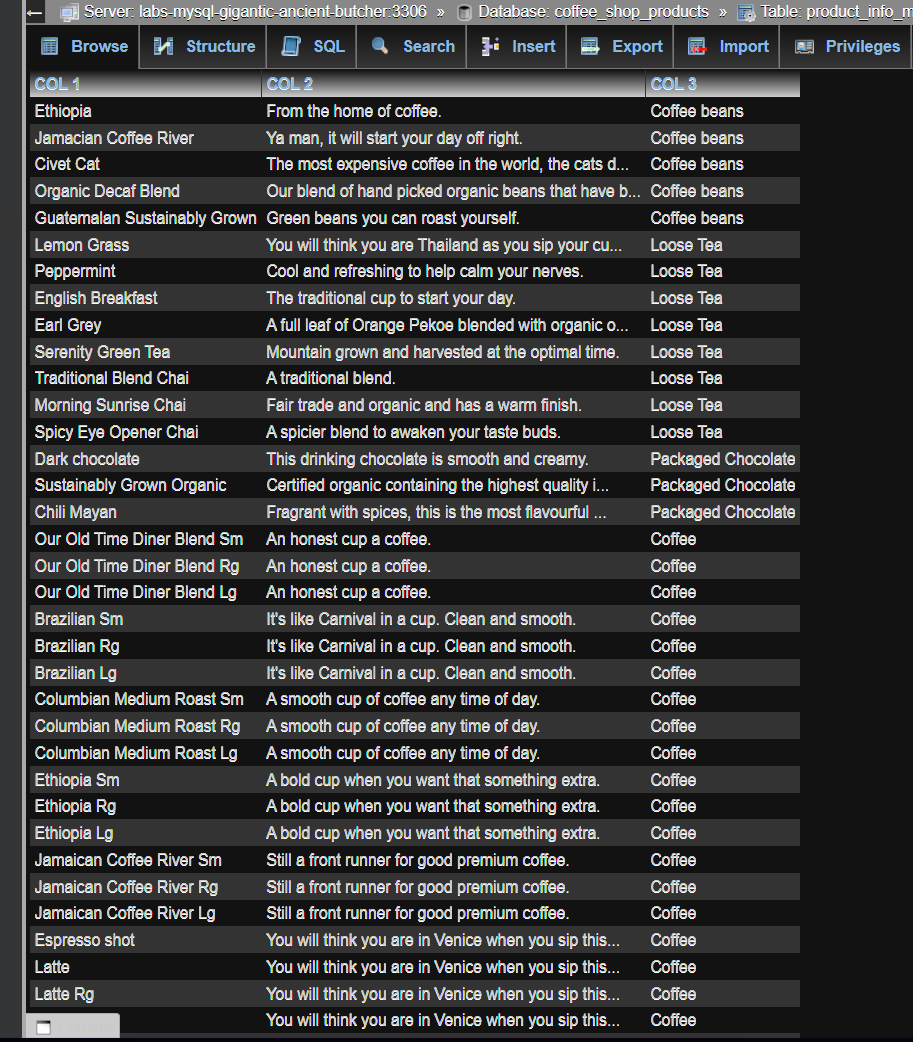 Server: labs-mysql-gigantic-ancient-butcher:3306 » Database: coffee_shop_products » Table: product_info_m
Browse Structure SQL Search Insert Export Import Privileges
COL 1 COL 2 COL 3
Ethiopia From the home of coffee. Coffee beans
Jamacian Coffee River Ya man, it will start your day off right. Coffee beans
Civet Cat The most expensive coffee in the world, the cats d... Coffee beans
Organic Decaf Blend Our blend of hand picked organic beans that have b... Coffee beans
Guatemalan Sustainably Grown Green beans you can roast yourself. Coffee beans
Lemon Grass You will think you are Thailand as you sip your cu... Loose Tea
Peppermint Cool and refreshing to help calm your nerves. Loose Tea
English Breakfast The traditional cup to start your day. Loose Tea
Earl Grey A full leaf of Orange Pekoe blended with organic o... Loose Tea
Serenity Green Tea Mountain grown and harvested at the optimal time. Loose Tea
Traditional Blend Chai A traditional blend. Loose Tea
Morning Sunrise Chai Fair trade and organic and has a warm finish. Loose Tea
Spicy Eye Opener Chai A spicier blend to awaken your taste buds. Loose Tea
Dark chocolate This drinking chocolate is smooth and creamy. Packaged Chocolate
Sustainably Grown Organic Certified organic containing the highest quality i... Packaged Chocolate
Chili Mayan Fragrant with spices, this is the most flavourful ... Packaged Chocolate
Our Old Time Diner Blend Sm An honest cup a coffee. Coffee
Our Old Time Diner Blend Rg An honest cup a coffee. Coffee
Our Old Time Diner Blend Lg An honest cup a coffee. Coffee
Brazilian Sm It's like Carnival in a cup. Clean and smooth. Coffee
Brazilian Rg It's like Carnival in a cup. Clean and smooth. Coffee
Brazilian Lg It's like Carnival in a cup. Clean and smooth. Coffee
Columbian Medium Roast Sm A smooth cup of coffee any time of day. Coffee
Columbian Medium Roast Rg A smooth cup of coffee any time of day. Coffee
Columbian Medium Roast Lg A smooth cup of coffee any time of day. Coffee
Ethiopia Sm A bold cup when you want that something extra. Coffee
Ethiopia Rg A bold cup when you want that something extra. Coffee
Ethiopia Lg A bold cup when you want that something extra. Coffee
Jamaican Coffee River Sm Still a front runner for good premium coffee. Coffee
Jamaican Coffee River Rg Still a front runner for good premium coffee. Coffee
Jamaican Coffee River Lg Still a front runner for good premium coffee. Coffee
Espresso shot You will think you are in Venice when you sip this... Coffee
Latte You will think you are in Venice when you sip this... Coffee
Latte Rg You will think you are in Venice when you sip this... Coffee
You will think you are in Venice when you sip this... Coffee